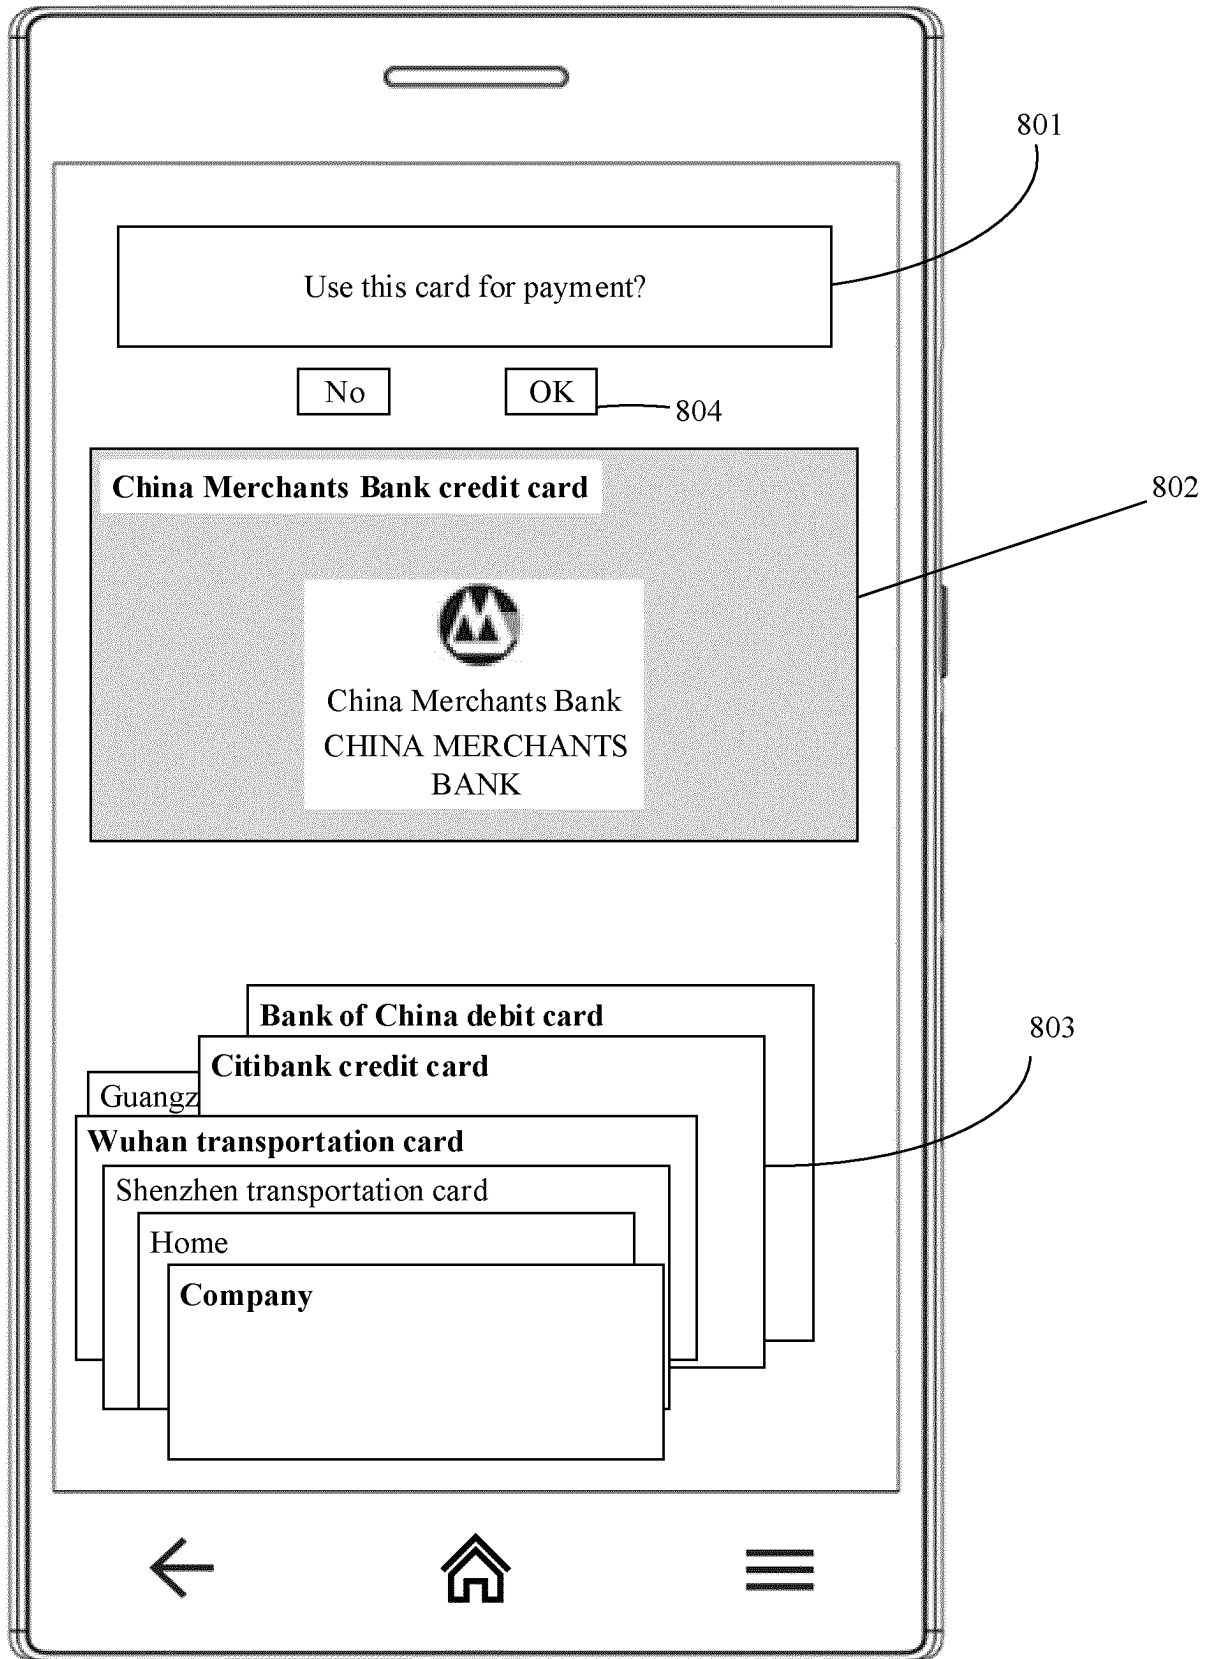 801
Use this card for payment?
No
OK
804
China Merchants Bank credit card
802
China Merchants Bank
CHINA MERCHANTS
BANK
Bank of China debit card
803
Citibank credit card
Guangz
Wuhan transportation card
Shenzhen transportation card
Home
Company